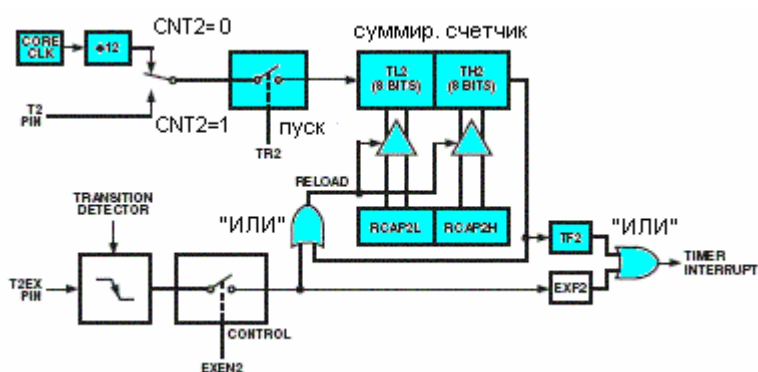 CORE
CLK
÷12
CNT2= 0
суммир. счетчик
TL2
(8 BITS)
TH2
(8 BITS)
T2
PIN
CNT2=1
пуск
TR2
RELOAD
TRANSITION
DETECTOR
"ИЛИ"
RCAP2L
RCAP2H
TF2
"ИЛИ"
TIMER
INTERRUPT
T2EX
PIN
EXF2
CONTROL
EXEN2